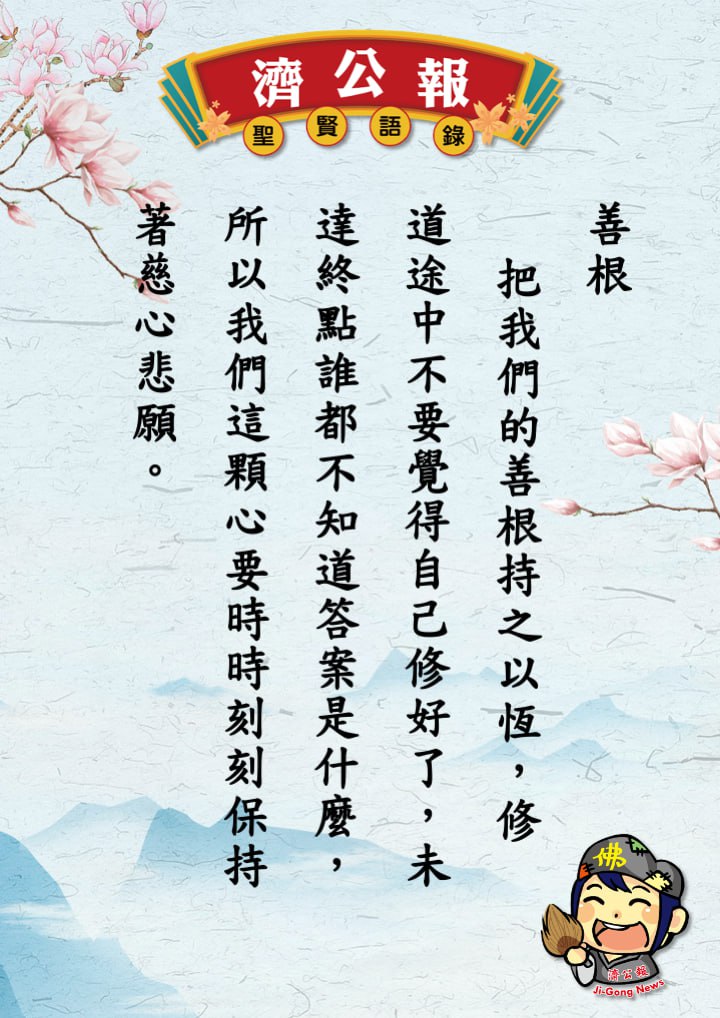 濟公報
聖賢語錄
善根
把我們的善根持之以恆，修
道途中不要覺得自己修好了，未
達終點誰都不知道答案是什麼，
所以我們這顆心要時時刻刻保持
著慈心悲願。
佛
濟公報
Ji-Gong News